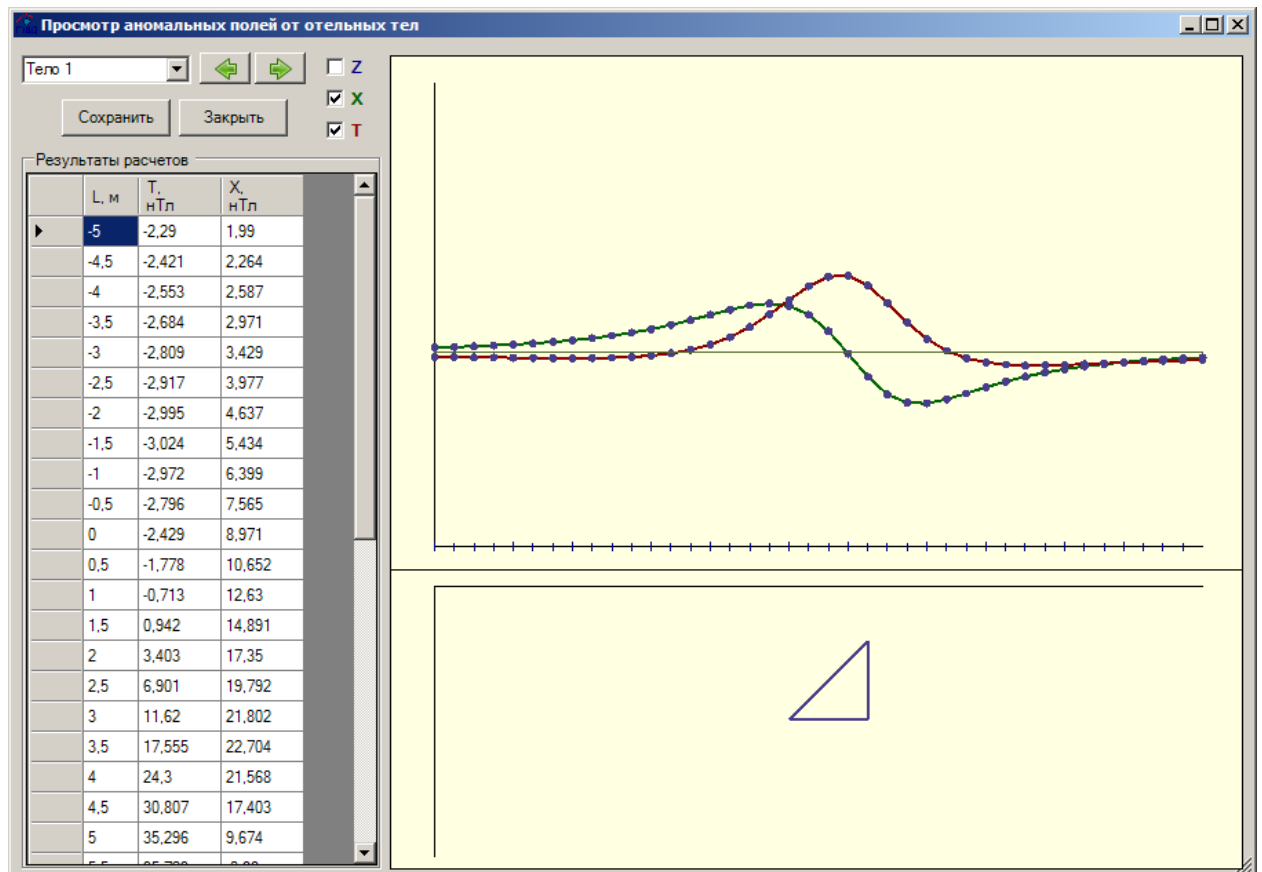 Просмотр аномальных полей от отельных тел
Тело 1
Z
X
T
Сохранить Закрыть
Результаты расчетов
L, м T, нТл X, нТл
-5 -2,29 1,99
-4,5 -2,421 2,264
-4 -2,553 2,587
-3,5 -2,684 2,971
-3 -2,809 3,429
-2,5 -2,917 3,977
-2 -2,995 4,637
-1,5 -3,024 5,434
-1 -2,972 6,399
-0,5 -2,796 7,565
0 -2,429 8,971
0,5 -1,778 10,652
1 -0,713 12,63
1,5 0,942 14,891
2 3,403 17,35
2,5 6,901 19,792
3 11,62 21,802
3,5 17,555 22,704
4 24,3 21,568
4,5 30,807 17,403
5 35,296 9,674